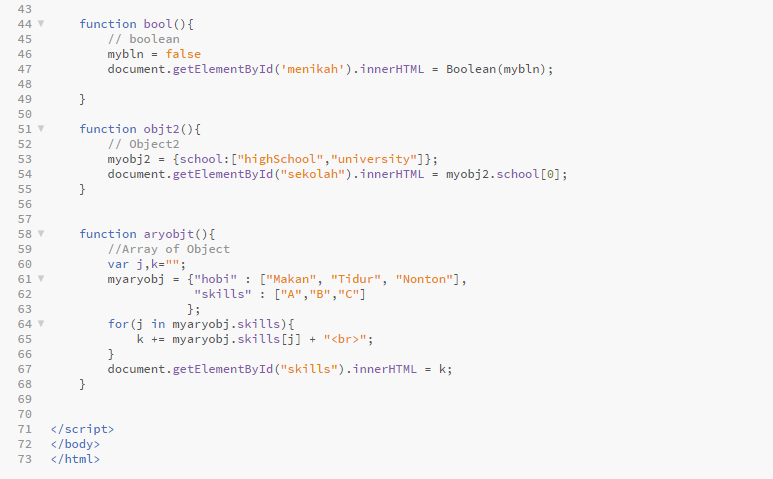 43
44 function bool(){
45 // boolean
46 mybln = false
47 document.getElementById('menikah').innerHTML = Boolean(mybln);
48
49 }
50
51 function objt2(){
52 // Object2
53 myobj2 = {school:["highSchool","university"]};
54 document.getElementById("sekolah").innerHTML = myobj2.school[0];
55 }
56
57
58 function aryobjt(){
59 //Array of Object
60 var j,k="";
61 myaryobj = {"hobi" : ["Makan", "Tidur", "Nonton"],
62 "skills" : ["A","B","C"]
63 };
64 for(j in myaryobj.skills){
65 k += myaryobj.skills[j] + "<br>";
66 }
67 document.getElementById("skills").innerHTML = k;
68 }
69
70
71 </script>
72 </body>
73 </html>